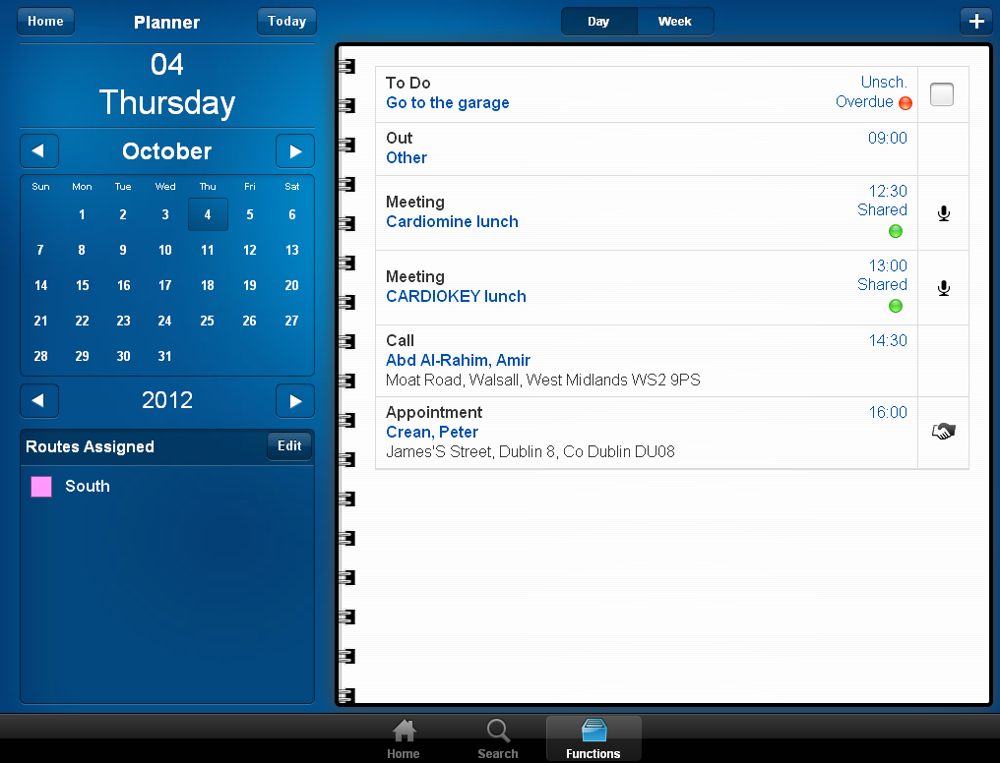 Home Planner Today
Day Week
04
Thursday
October
Sun Mon Tue Wed Thu Fri Sat
1 2 3 4 5 6
7 8 9 10 11 12 13
14 15 16 17 18 19 20
21 22 23 24 25 26 27
28 29 30 31
2012
Routes Assigned Edit
South
To Do Unsch.
Go to the garage Overdue
Out 09:00
Other
Meeting 12:30
Cardiomine lunch Shared
Meeting 13:00
CARDIOKEY lunch Shared
Call 14:30
Abd Al-Rahim, Amir
Moat Road, Walsall, West Midlands WS2 9PS
Appointment 16:00
Crean, Peter
James'S Street, Dublin 8, Co Dublin DU08
Home Search Functions